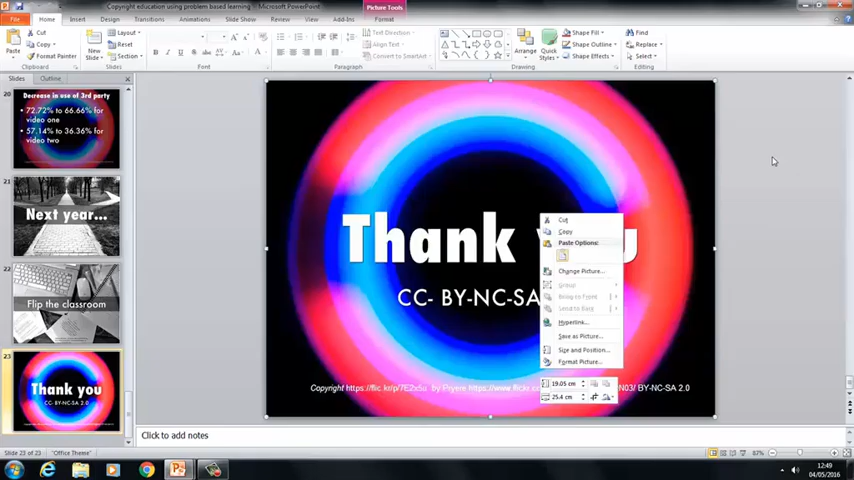 Copyright education using problem based learning - Microsoft PowerPoint
Picture Tools
File Home Insert Design Transitions Animations Slide Show Review View Add-Ins Format
Paste
Cut
Copy
Format Painter
Clipboard
New Slide
Layout
Reset
Section
Slides
Font
Text Direction
Align Text
Convert to SmartArt
Paragraph
Arrange
Quick Styles
Shape Fill
Shape Outline
Shape Effects
Drawing
Find
Replace
Select
Editing
Slides Outline
20
Decrease in use of 3rd party
• 72.72% to 66.66% for
video one
• 57.14% to 36.36% for
video two
21
Next year...
22
Flip the classroom
23
Thank you
CC-BY-NC-SA 2.0
Thank you
CC- BY-NC-SA
Cut
Copy
Paste Options:
Change Picture...
Group
Bring to Front
Send to Back
Hyperlink...
Save as Picture...
Size and Position...
Format Picture...
19.05 cm
25.4 cm
Copyright https://flic.kr/p/7E2x5u by Pryere https://www.flickr. N03/ BY-NC-SA 2.0
Click to add notes
Slide 23 of 23 "Office Theme" 87%
12:49
04/05/2016